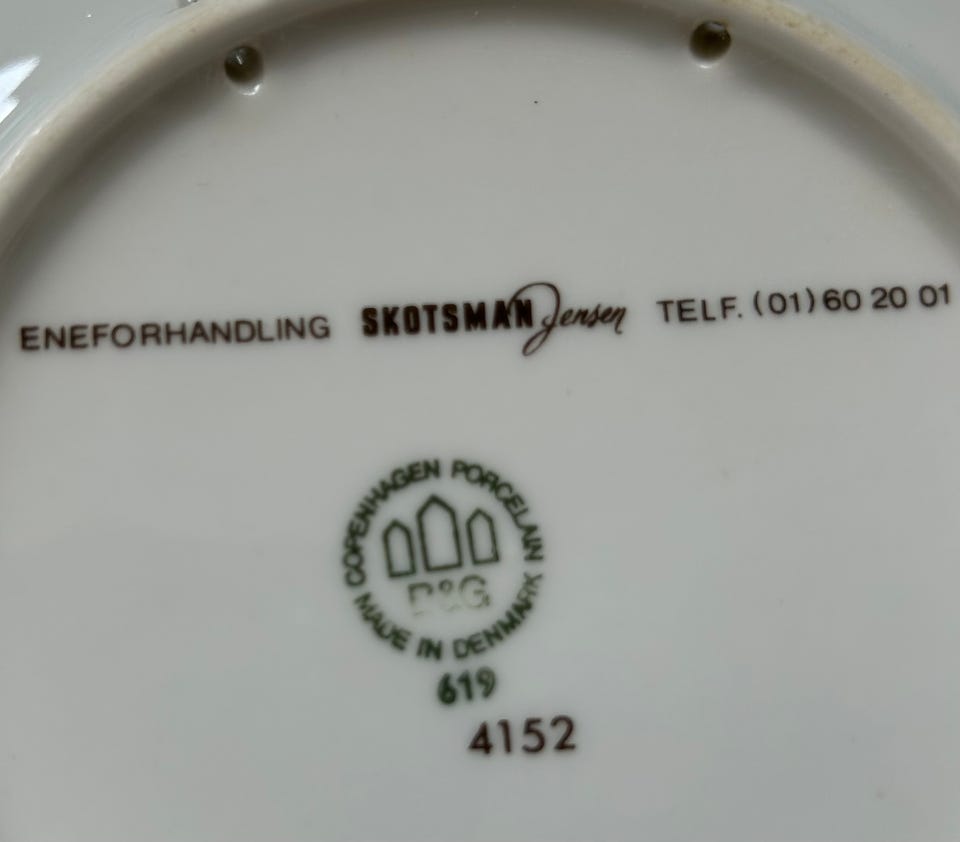 ENEFORHANDLING SKOTSMAN Jensen TELF. (01) 60 20 01
COPENHAGEN PORCELAIN
B&G
MADE IN DENMARK
619
4152